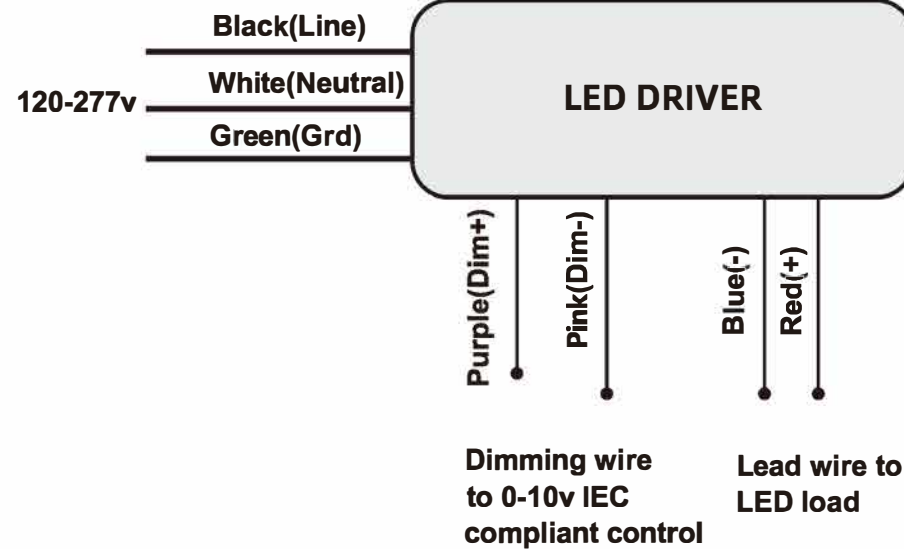 Black(Line)
White(Neutral)
120-277v
Green(Grd)
LED DRIVER
Purple(Dim+)
Pink(Dim-)
Blue(-)
Red(+)
Dimming wire
to 0-10v IEC
compliant control
Lead wire to
LED load